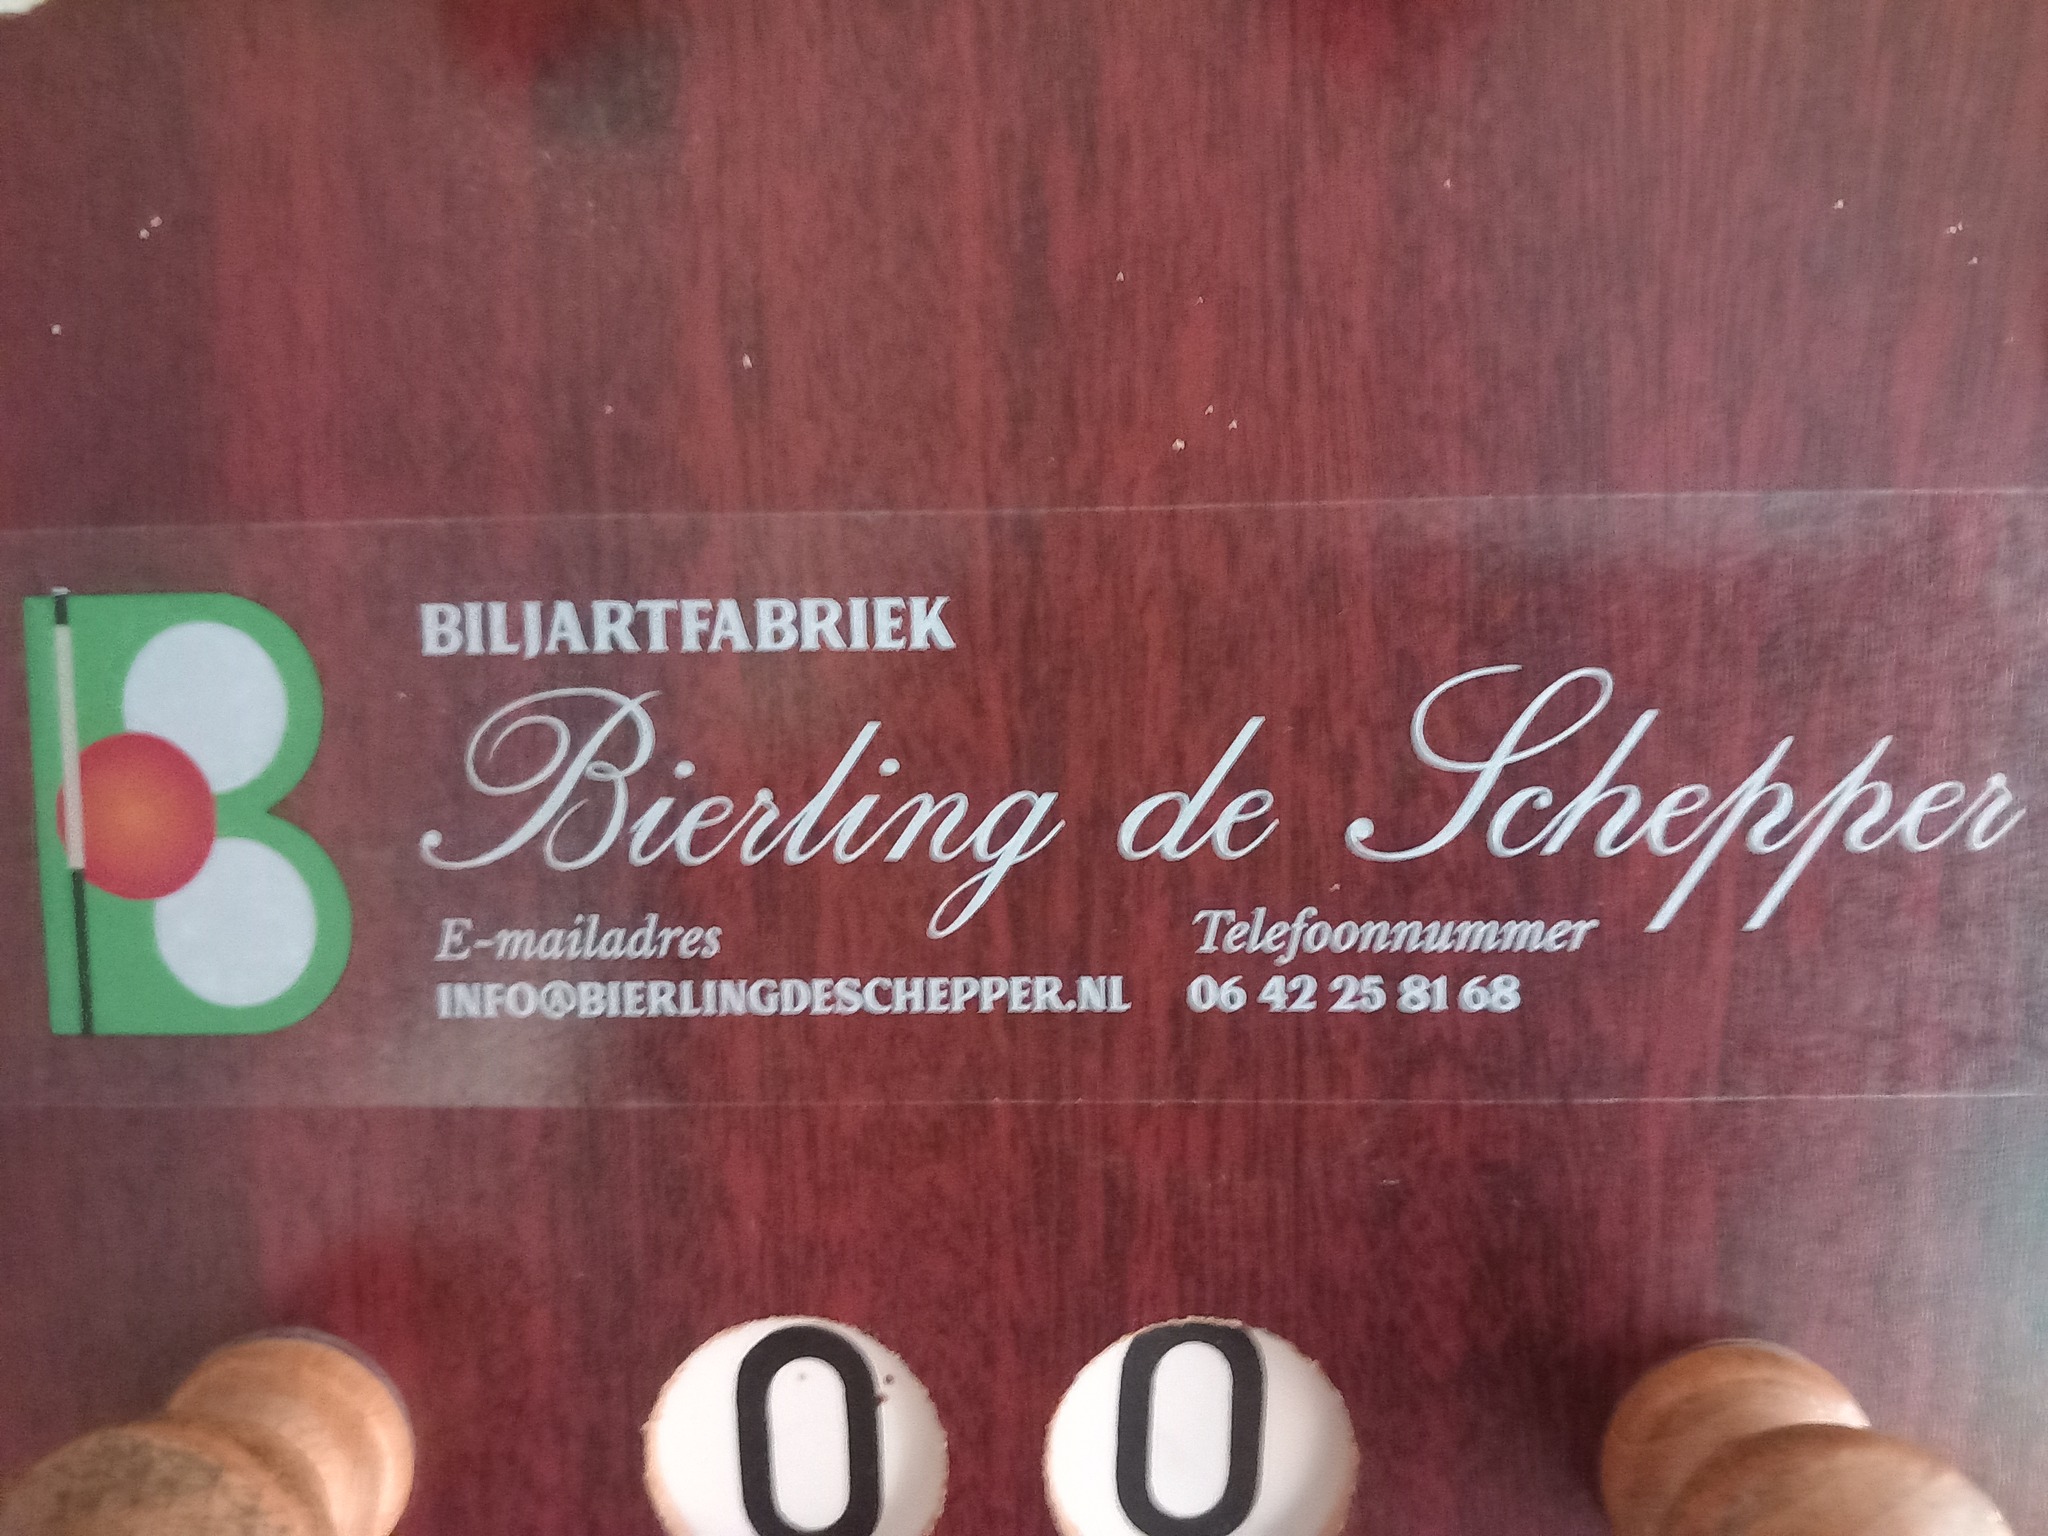 BILJARTFABRIEK
Bierling de Schepper
E-mailadres Telefoonnummer
INFO@BIERLINGDESCHEPPER.NL 06 42 25 81 68
0 0